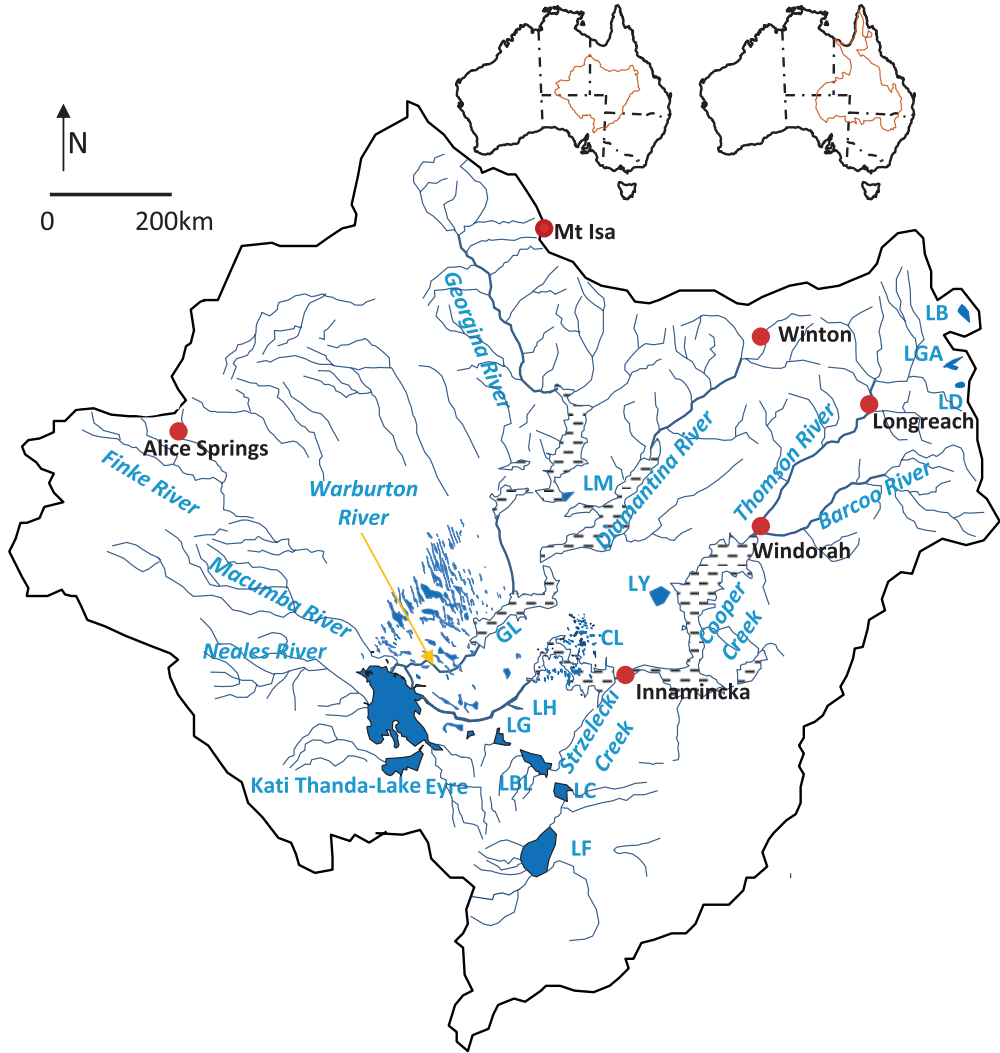 N
0 200km
Mt Isa
Georgina River
Winton
LB
LGA
LD
Longreach
Alice Springs
Finke River
Warburton
River
LM
Diamantina River
Thomson River
Barcoo River
Windorah
Macumba River
LY
Cooper
Creek
Neales River
GL
CL
Innamincka
LH
LG
Strzelecki
Creek
Kati Thanda-Lake Eyre
LBL
LC
LF